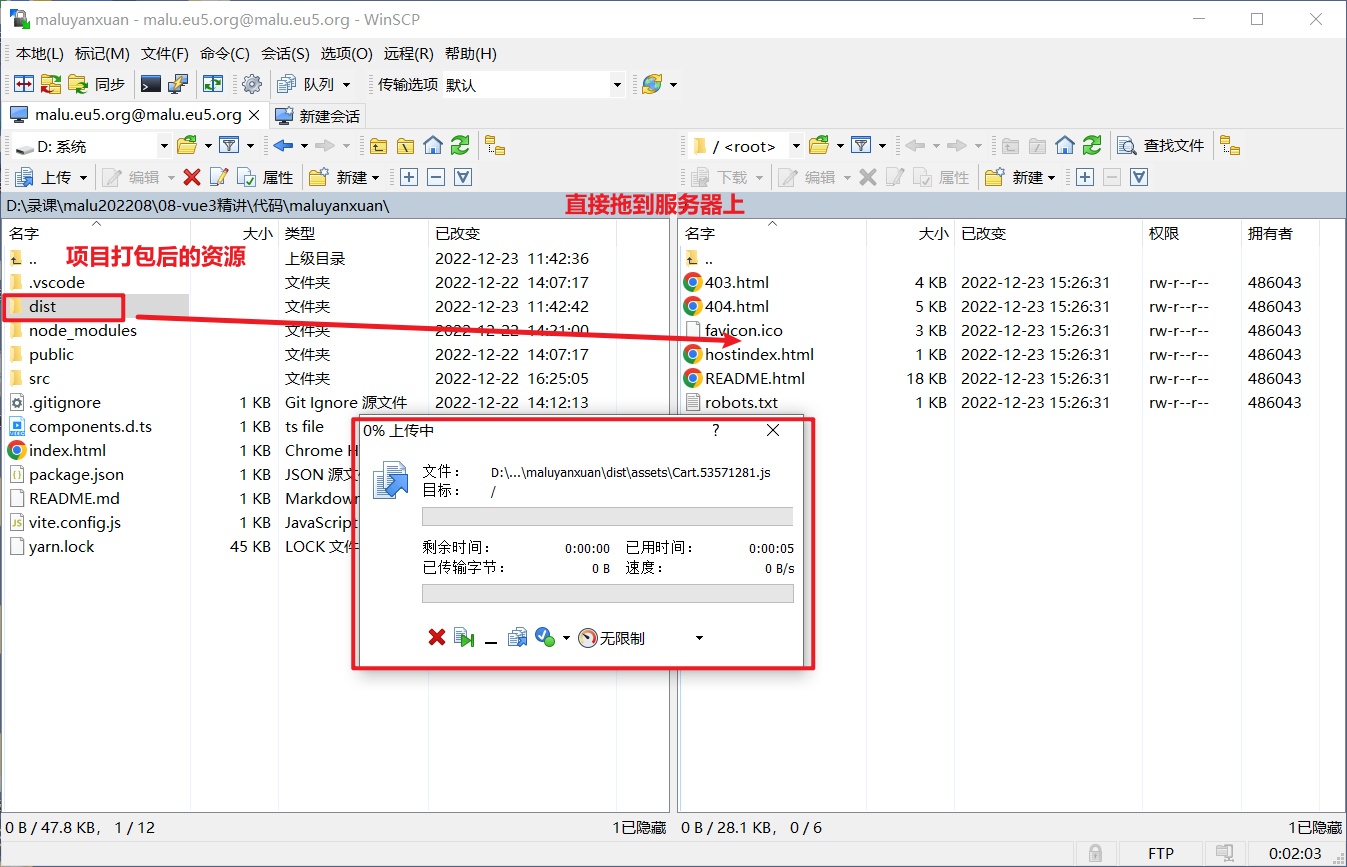 maluyanxuan - malu.eu5.org@malu.eu5.org - WinSCP
本地(L) 标记(M) 文件(F) 命令(C) 会话(S) 选项(O) 远程(R) 帮助(H)
同步 队列 传输选项 默认
malu.eu5.org@malu.eu5.org 新建会话
D: 系统 / <root> 查找文件
上传 编辑 属性 新建 下载 编辑 属性 新建
D:\录课\malu202208\08-vue3精讲\代码\maluyanxuan\
直接拖到服务器上
名字 大小 类型 已改变 名字 大小 已改变 权限 拥有者
项目打包后的资源
.. 上级目录 2022-12-23 11:42:36 ..
.vscode 文件夹 2022-12-22 14:07:17 403.html 4 KB 2022-12-23 15:26:31 rw-r--r-- 486043
dist 文件夹 2022-12-23 11:42:42 404.html 5 KB 2022-12-23 15:26:31 rw-r--r-- 486043
node_modules 文件夹 2022-12-22 14:21:00 favicon.ico 3 KB 2022-12-23 15:26:31 rw-r--r-- 486043
public 文件夹 2022-12-22 14:07:17 hostindex.html 1 KB 2022-12-23 15:26:31 rw-r--r-- 486043
src 文件夹 2022-12-22 16:25:05 README.html 18 KB 2022-12-23 15:26:31 rw-r--r-- 486043
.gitignore 1 KB Git Ignore 源文件 2022-12-22 14:12:13 robots.txt 1 KB 2022-12-23 15:26:31 rw-r--r-- 486043
components.d.ts 1 KB ts file
index.html 1 KB Chrome H
package.json 1 KB JSON 源文
README.md 1 KB Markdown
vite.config.js 1 KB JavaScript
yarn.lock 45 KB LOCK 文件
0% 上传中 ?
文件: D:\...\maluyanxuan\dist\assets\Cart.53571281.js
目标: /
剩余时间: 0:00:00 已用时间: 0:00:05
已传输字节: 0 B 速度: 0 B/s
无限制
0 B / 47.8 KB, 1 / 12 1已隐藏 0 B / 28.1 KB, 0 / 6 1已隐藏
FTP 0:02:03